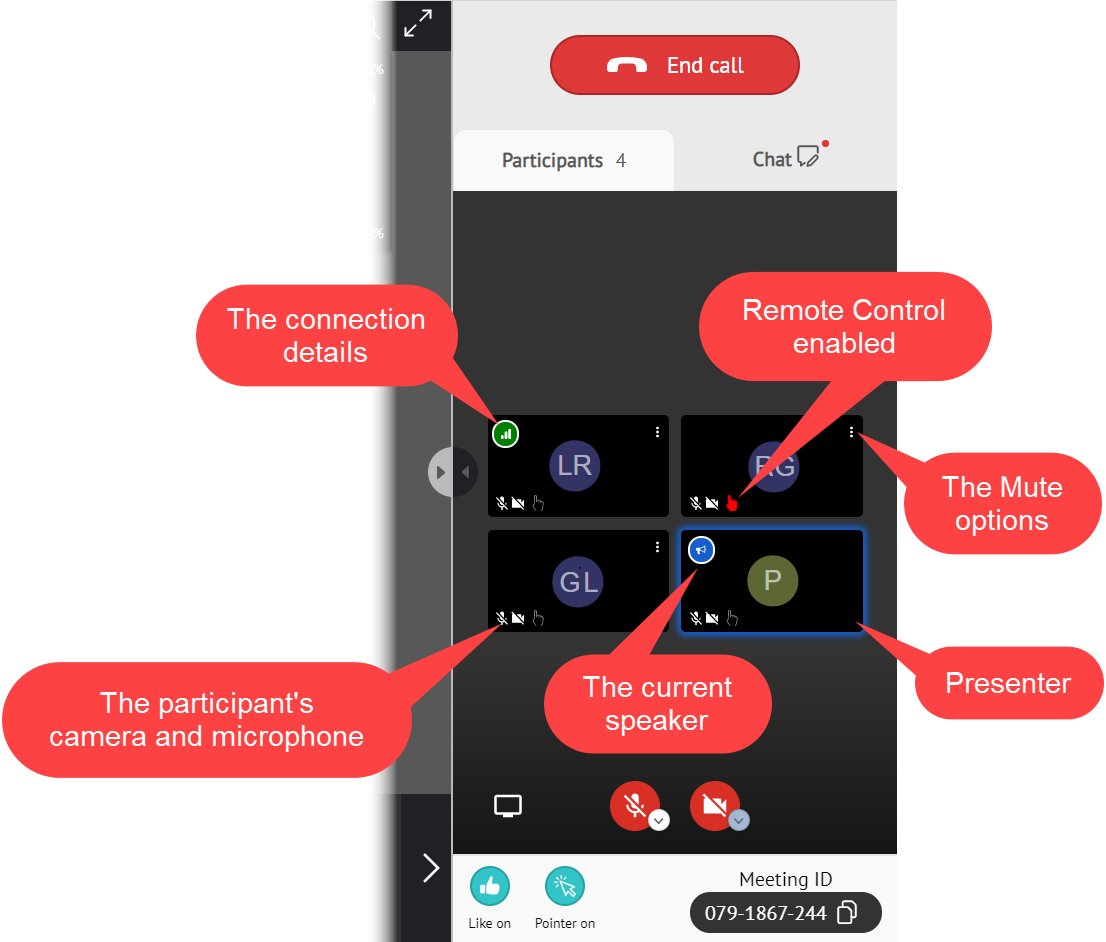 %
End call
Participants 4
Chat
%
The connection
details
Remote Control
enabled
LR
RG
The Mute
options
GL
P
The participant's
camera and microphone
The current
speaker
Presenter
Like on
Pointer on
Meeting ID
079-1867-244